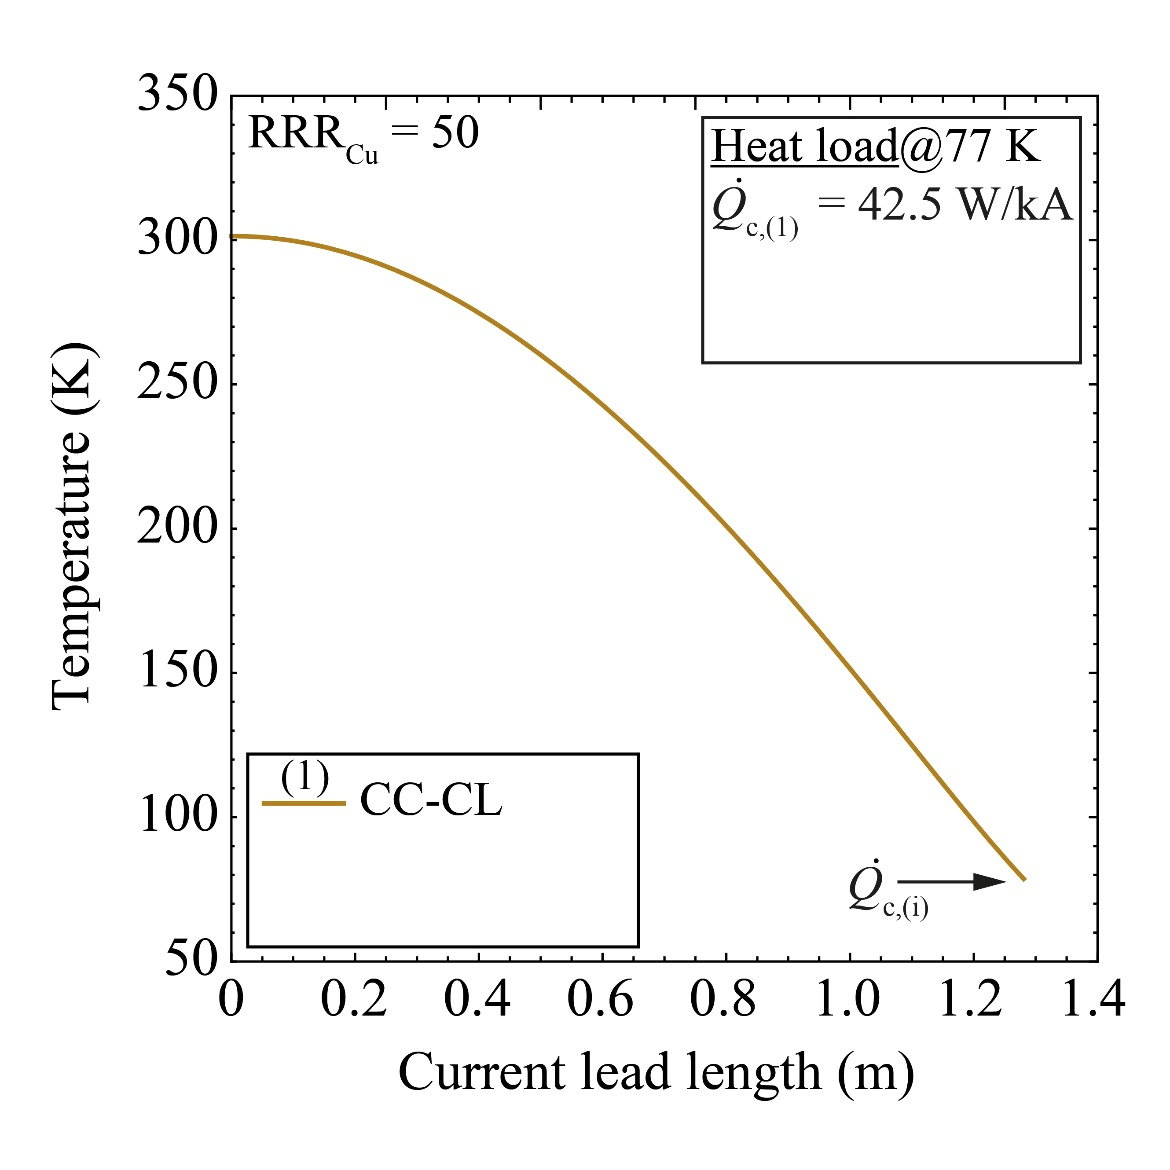 350
300
250
200
150
100
50
Temperature (K)
RRR_Cu = 50
Heat load@77 K
Q̇_c,(1) = 42.5 W/kA
(1)
CC-CL
Q̇_c,(i)
0 0.2 0.4 0.6 0.8 1.0 1.2 1.4
Current lead length (m)